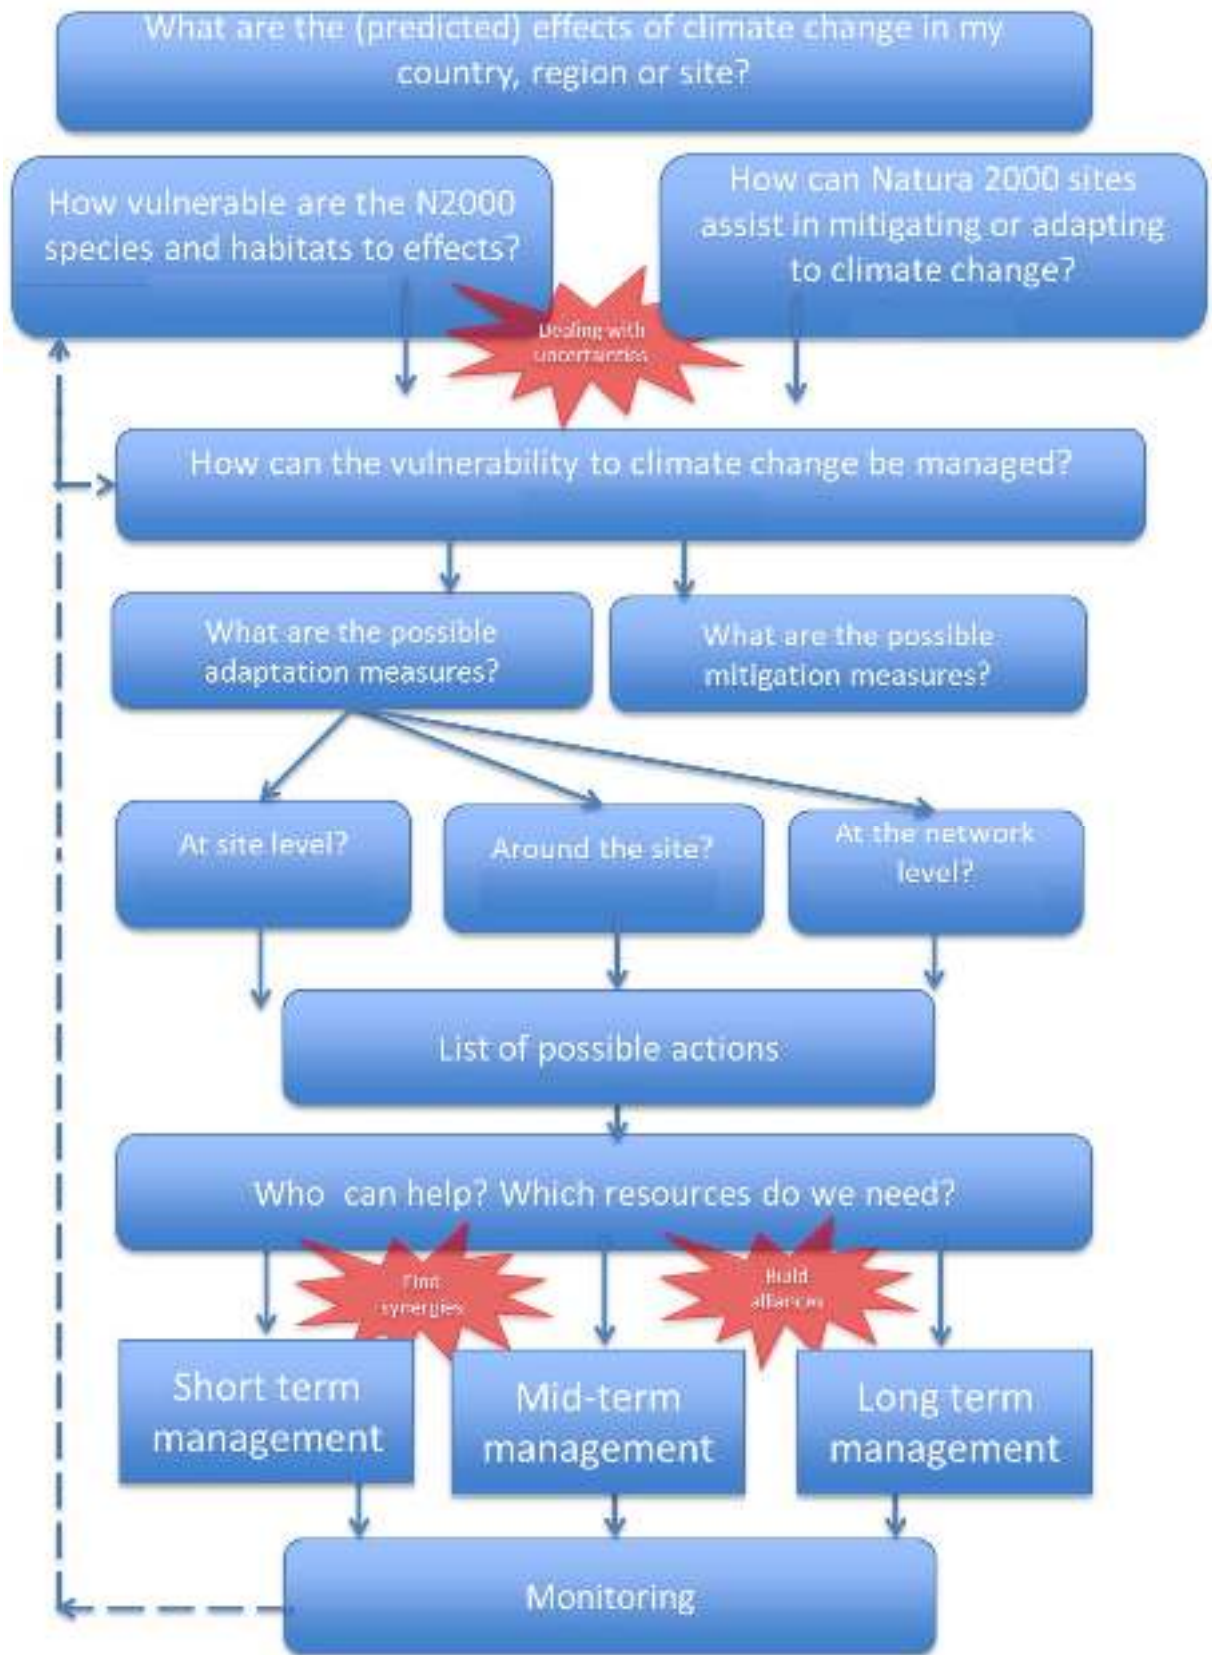 What are the (predicted) effects of climate change in my
country, region or site?
How vulnerable are the N2000
species and habitats to effects?
How can Natura 2000 sites
assist in mitigating or adapting
to climate change?
Dealing with
uncertainties
How can the vulnerability to climate change be managed?
What are the possible
adaptation measures?
What are the possible
mitigation measures?
At site level?
Around the site?
At the network
level?
List of possible actions
Who can help? Which resources do we need?
Find
synergies
Build
alliances
Short term
management
Mid-term
management
Long term
management
Monitoring